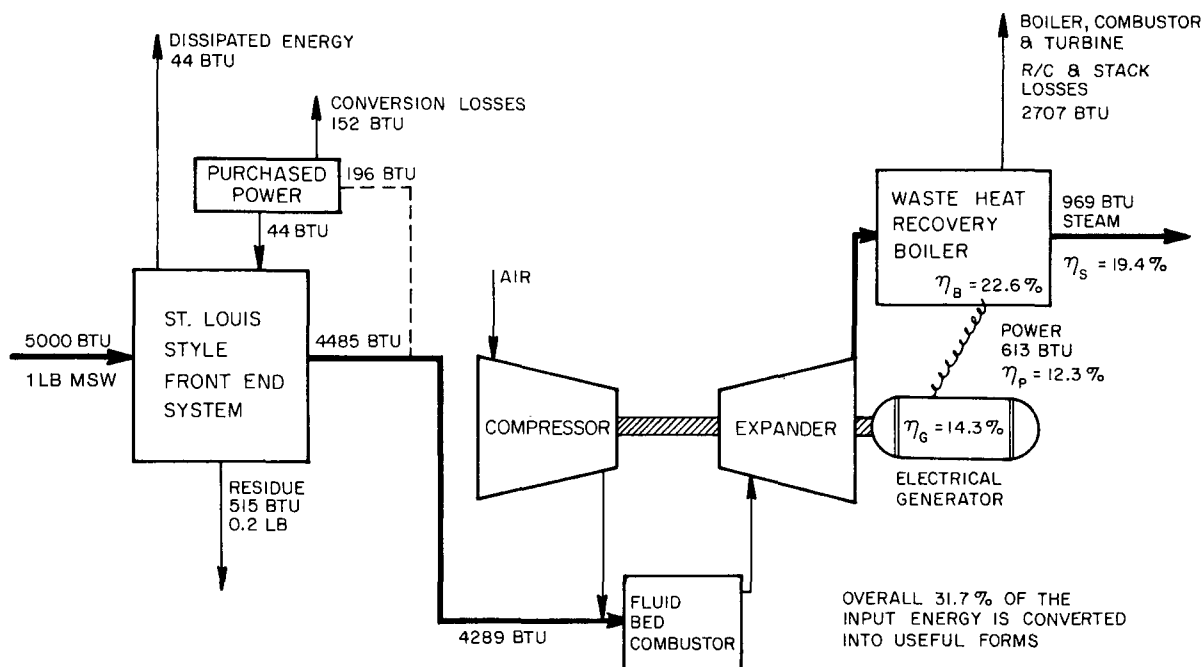 DISSIPATED ENERGY
44 BTU
CONVERSION LOSSES
152 BTU
PURCHASED
POWER
196 BTU
44 BTU
5000 BTU
1 LB MSW
ST. LOUIS
STYLE
FRONT END
SYSTEM
4485 BTU
RESIDUE
515 BTU
0.2 LB
AIR
COMPRESSOR
EXPANDER
4289 BTU
FLUID
BED
COMBUSTOR
BOILER, COMBUSTOR
& TURBINE
R/C & STACK
LOSSES
2707 BTU
WASTE HEAT
RECOVERY
BOILER
η_B = 22.6%
969 BTU
STEAM
η_S = 19.4%
POWER
613 BTU
η_P = 12.3%
η_G = 14.3%
ELECTRICAL
GENERATOR
OVERALL 31.7% OF THE
INPUT ENERGY IS CONVERTED
INTO USEFUL FORMS